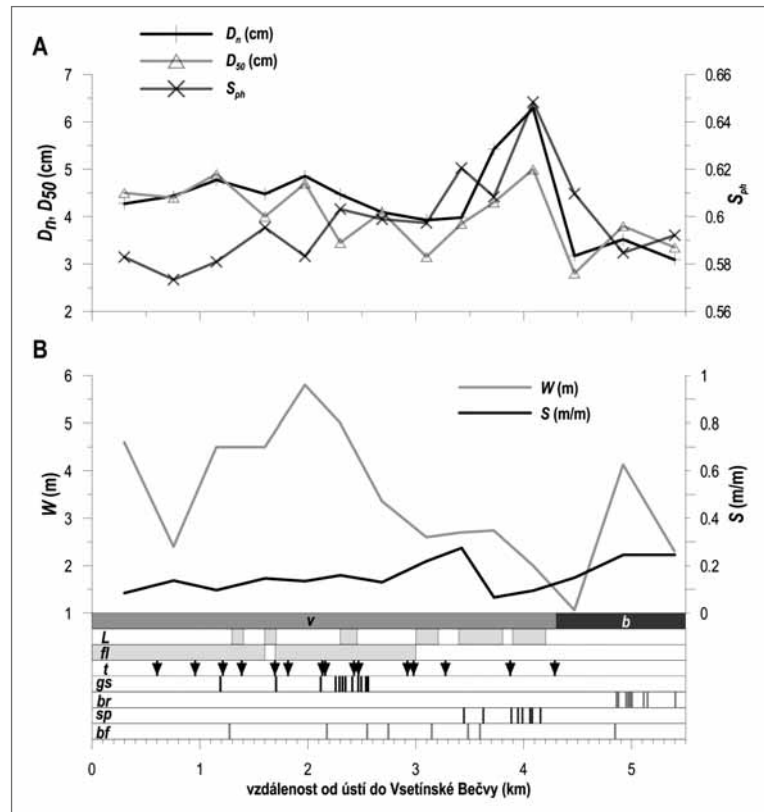 A
Dn (cm)
D50 (cm)
Sph
7
6
5
4
3
2
Dn, D50 (cm)
0.66
0.64
0.62
0.6
0.58
0.56
Sph
B
W (m)
S (m/m)
6
5
4
3
2
1
W (m)
1
0.8
0.6
0.4
0.2
0
S (m/m)
v b
L
fl
t
gs
br
sp
bf
0 1 2 3 4 5
vzdálenost od ústí do Vsetínské Bečvy (km)